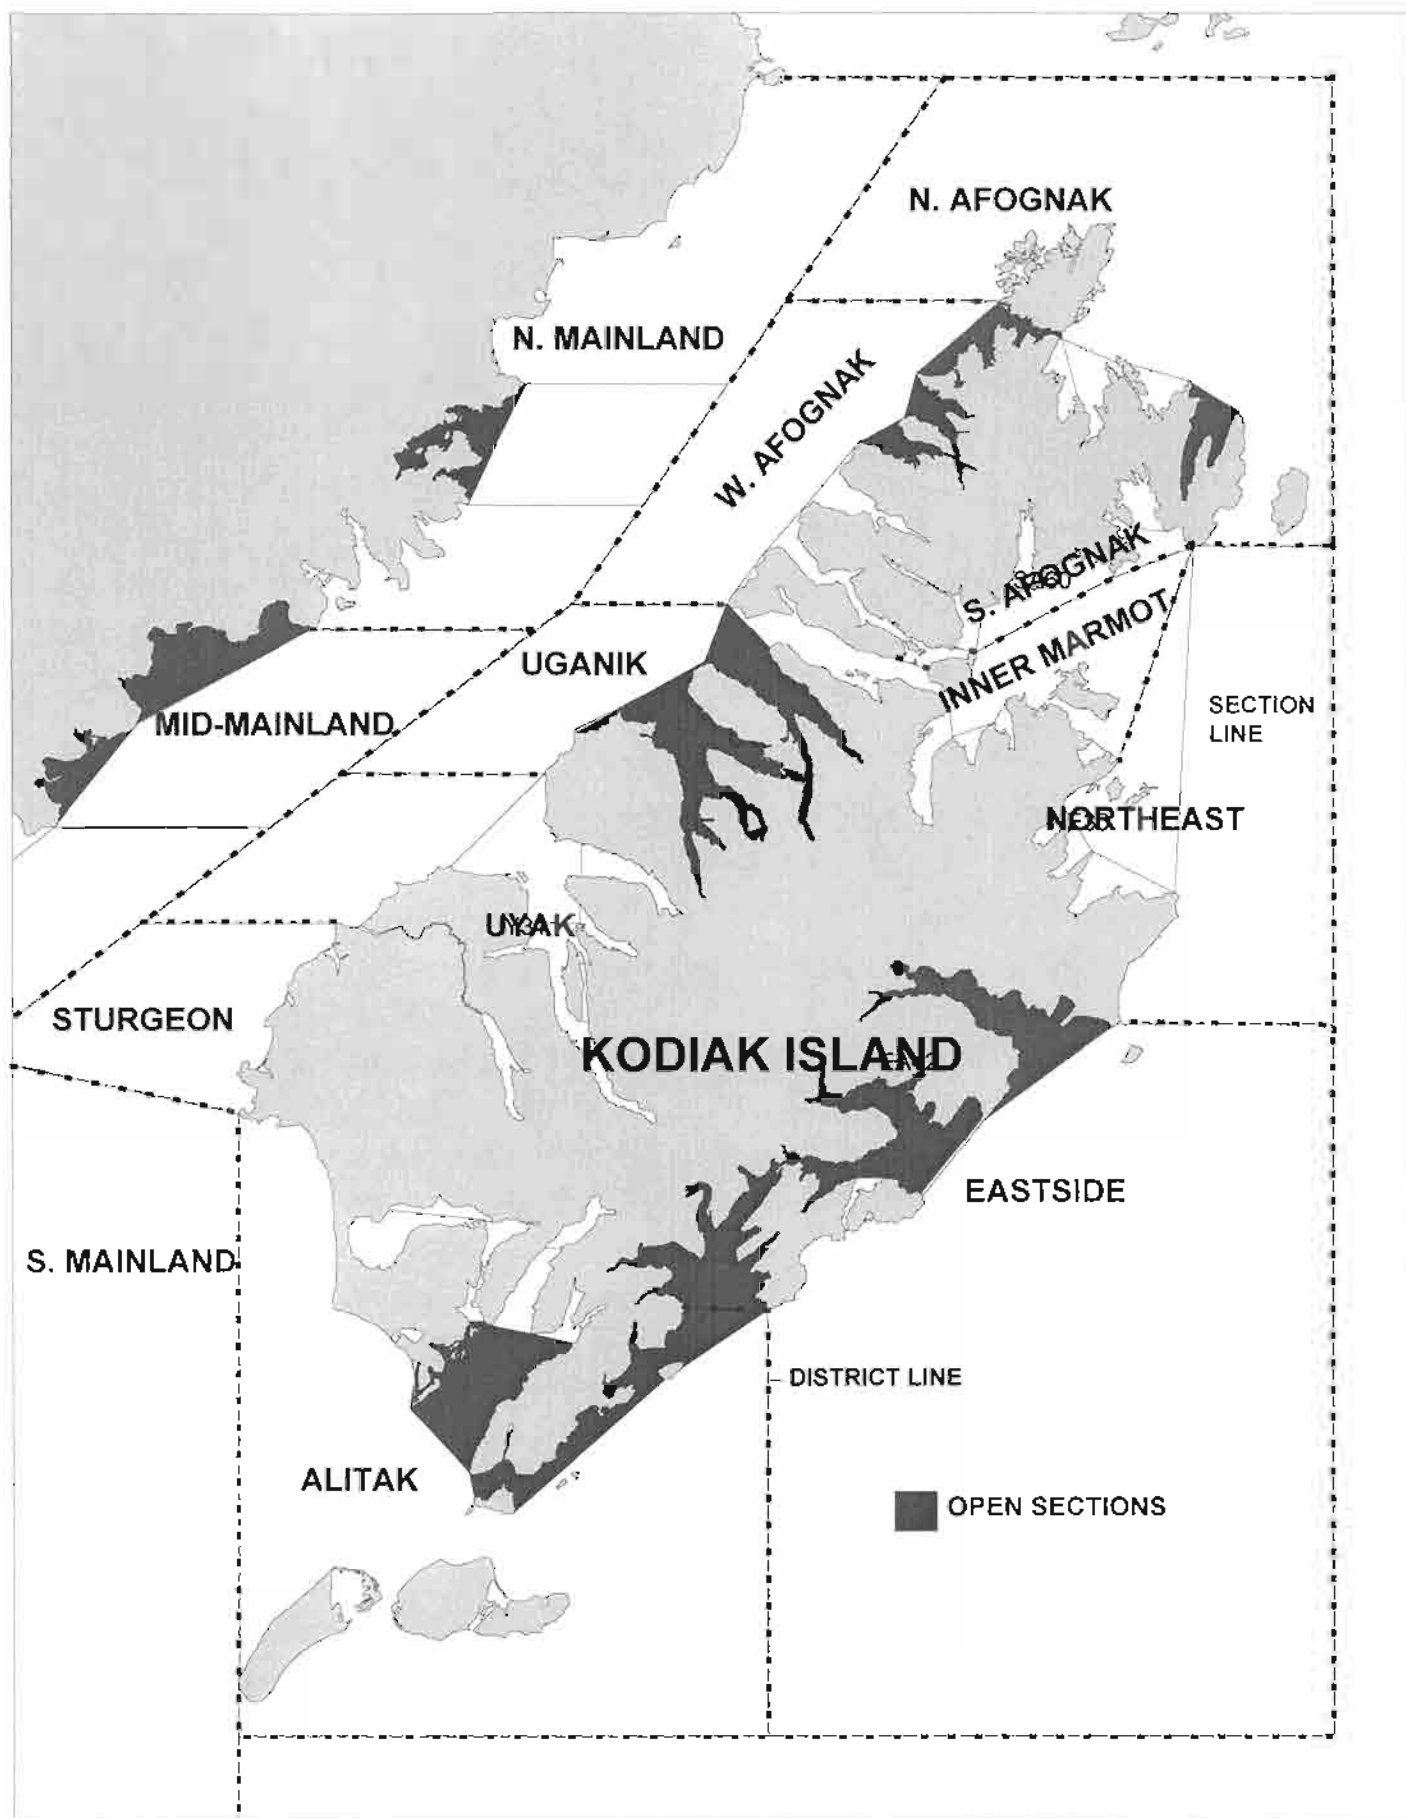 N. AFOGNAK
N. MAINLAND
W. AFOGNAK
S. AFOGNAK
INNER MARMOT
UGANIK
SECTION
LINE
MID-MAINLAND
NORTHEAST
UYAK
STURGEON
KODIAK ISLAND
EASTSIDE
S. MAINLAND
DISTRICT LINE
ALITAK
OPEN SECTIONS